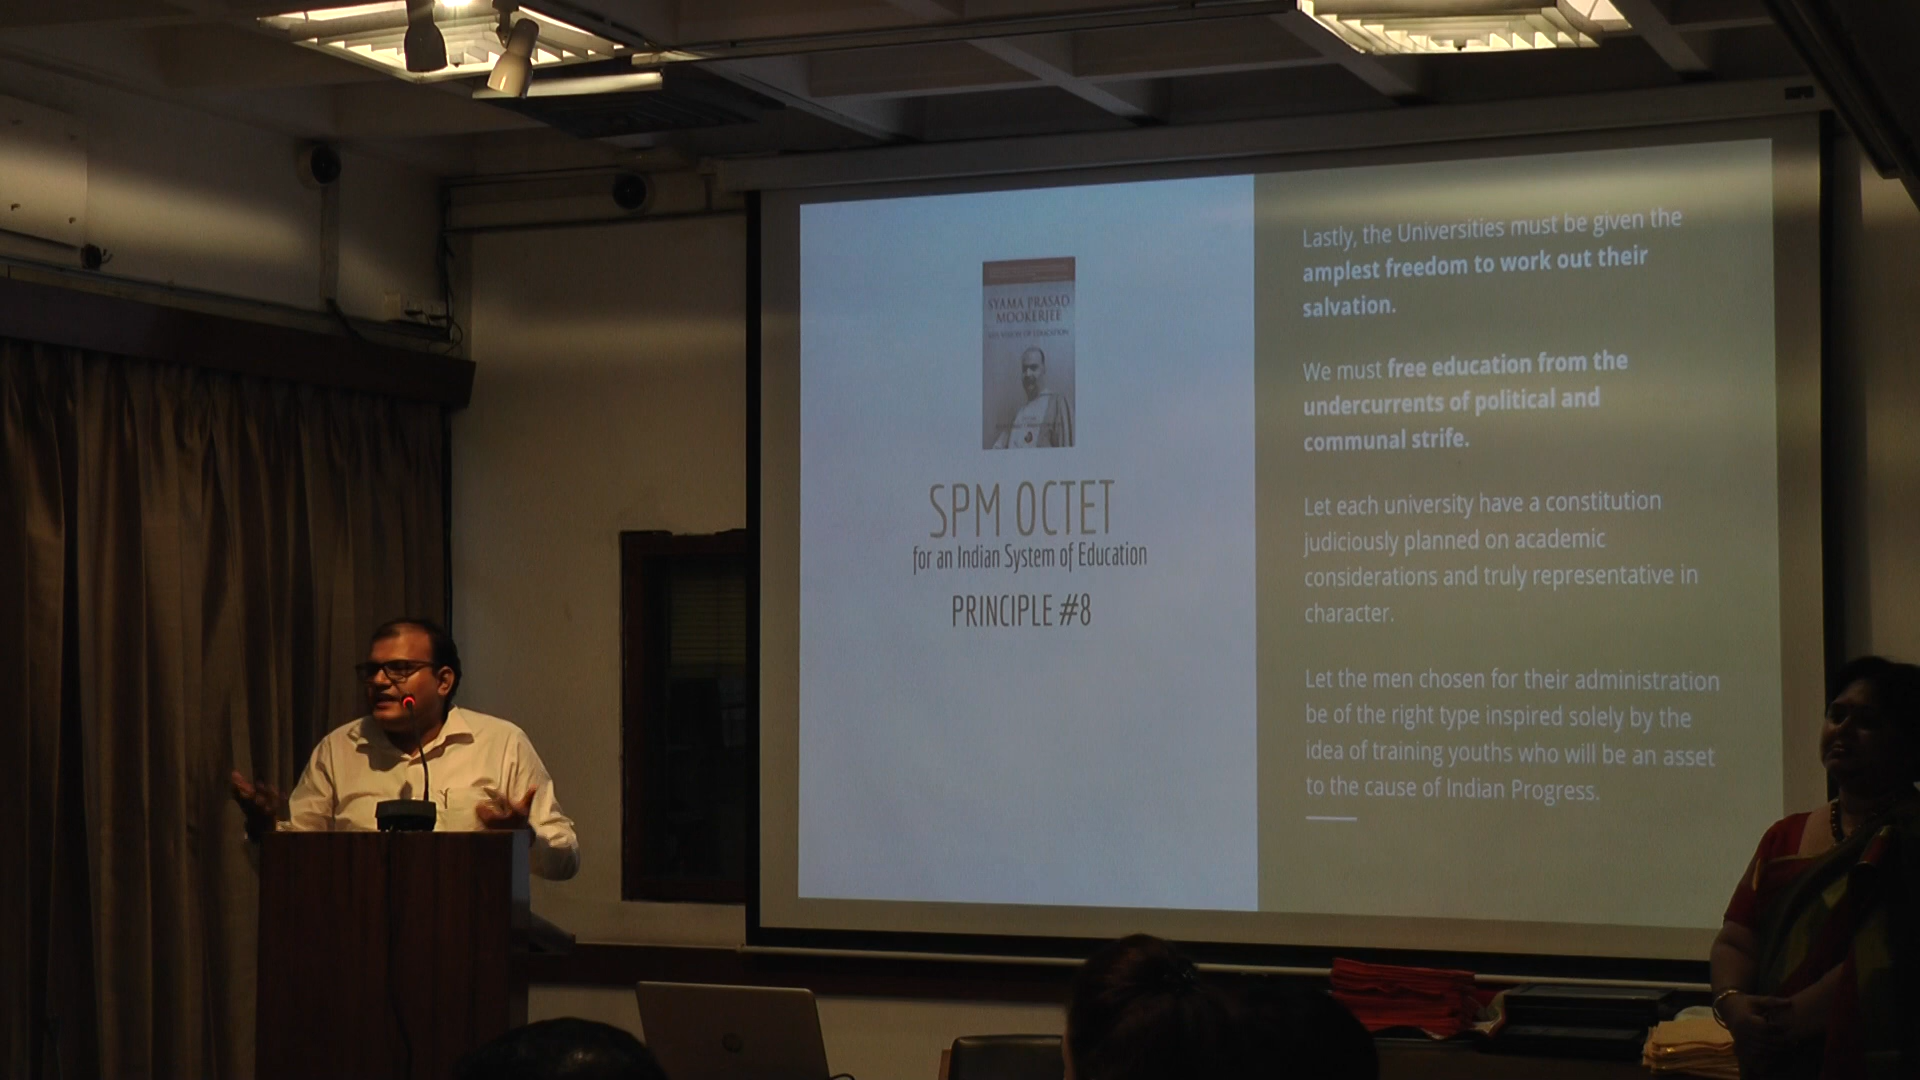 SYAMA PRASAD
MOOKERJEE
SPM OCTET
for an Indian System of Education
PRINCIPLE #8
Lastly, the Universities must be given the
amplest freedom to work out their
salvation.
We must free education from the
undercurrents of political and
communal strife.
Let each university have a constitution
judiciously planned on academic
considerations and truly representative in
character.
Let the men chosen for their administration
be of the right type inspired solely by the
idea of training youths who will be an asset
to the cause of Indian Progress.